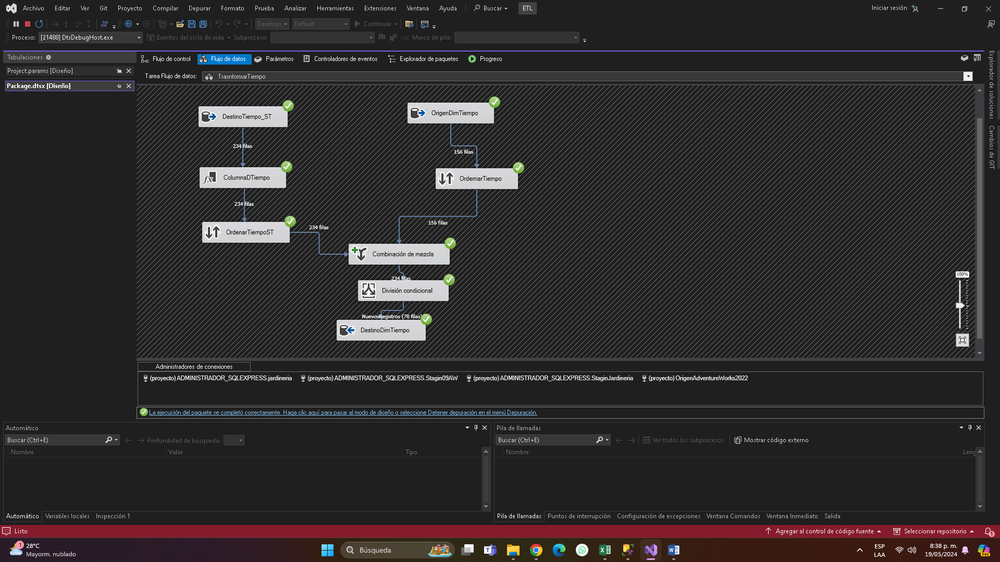 Archivo Editar Ver Git Proyecto Compilar Depurar Formato Prueba Analizar Herramientas Extensiones Ventana Ayuda Buscar ETL Iniciar sesión
Developi Default Continuar
Proceso: [21488] DtsDebugHost.exe Eventos del ciclo de vida Subproceso: Marco de pila:
Tabulaciones
Project.params [Diseño]
Package.dtsx [Diseño]
Flujo de control Flujo de datos Parámetros Controladores de eventos Explorador de paquetes Progreso
Tarea Flujo de datos: TrasnformarTiempo
DestinoTiempo_ST
OrigenDimTiempo
234 filas
156 filas
ColumnaDTiempo
OrdernarTiempo
234 filas
156 filas
OrdenarTiempoST
234 filas
Combinación de mezcla
234 filas
División condicional
NuevosRegistros (78 filas)
DestinoDimTiempo
100%
Explorador de soluciones
Cambios de GIT
Administradores de conexiones
(proyecto) ADMINISTRADOR_SQLEXPRESS.jardineria (proyecto) ADMINISTRADOR_SQLEXPRESS.Stagin09AW (proyecto) ADMINISTRADOR_SQLEXPRESS.StaginJardineria (proyecto) OrigenAdventureWorks2022
La ejecución del paquete se completó correctamente. Haga clic aquí para pasar al modo de diseño o seleccione Detener depuración en el menú Depuración.
Automático
Buscar (Ctrl+E) Profundidad de búsqueda:
Nombre Valor Tipo
Automático Variables locales Inspección 1
Pila de llamadas
Buscar (Ctrl+E) Ver todos los subprocesos Mostrar código externo
Nombre Leng
Pila de llamadas Puntos de interrupción Configuración de excepciones Ventana Comandos Ventana Inmediato Salida
Listo Agregar al control de código fuente Seleccionar repositorio 1
1 28°C
Mayorm. nublado
Búsqueda
ESP
LAA
8:38 p. m.
19/05/2024
PRE